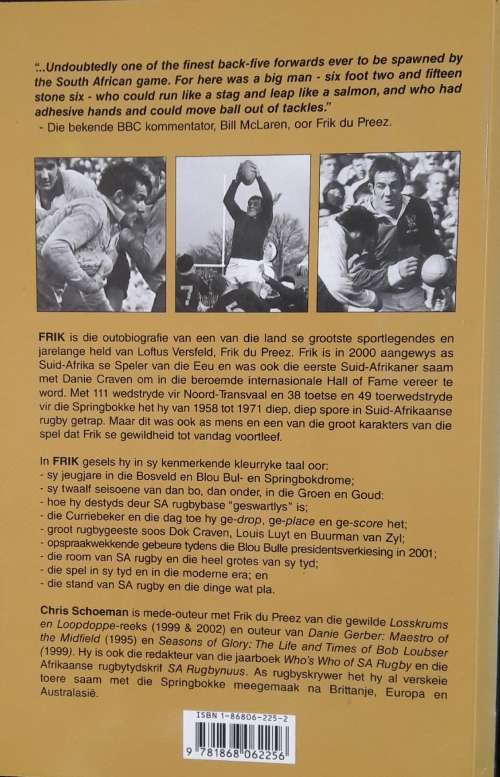 “...Undoubtedly one of the finest back-five forwards ever to be spawned by
the South African game. For here was a big man - six foot two and fifteen
stone six - who could run like a stag and leap like a salmon, and who had
adhesive hands and could move ball out of tackles.”
- Die bekende BBC kommentator, Bill McLaren, oor Frik du Preez.
7
FRIK is die outobiografie van een van die land se grootste sportlegendes en
jarelange held van Loftus Versfeld, Frik du Preez. Frik is in 2000 aangewys as
Suid-Afrika se Speler van die Eeu en was ook die eerste Suid-Afrikaner saam
met Danie Craven om in die beroemde internasionale Hall of Fame vereer te
word. Met 111 wedstryde vir Noord-Transvaal en 38 toetse en 49 toerwedstryde
vir die Springbokke het hy van 1958 tot 1971 diep, diep spore in Suid-Afrikaanse
rugby getrap. Maar dit was ook as mens en een van die groot karakters van die
spel dat Frik se gewildheid tot vandag voortleef.
In FRIK gesels hy in sy kenmerkende kleurryke taal oor:
- sy jeugjare in die Bosveld en Blou Bul- en Springbokdrome;
- sy twaalf seisoene van dan bo, dan onder, in die Groen en Goud:
- hoe hy destyds deur SA rugbybase "geswartlys" is;
- die Curriebeker en die dag toe hy ge-drop, ge-place en ge-score het;
- groot rugbygeeste soos Dok Craven, Louis Luyt en Buurman van Zyl;
- opspraakwekkende gebeure tydens die Blou Bulle presidentsverkiesing in 2001;
- die room van SA rugby en die heel grotes van sy tyd;
- die spel in sy tyd en in die moderne era; en
- die stand van SA rugby en die dinge wat pla.
Chris Schoeman is mede-outeur met Frik du Preez van die gewilde Losskrums
en Loopdoppe-reeks (1999 & 2002) en outeur van Danie Gerber: Maestro of
the Midfield (1995) en Seasons of Glory: The Life and Times of Bob Loubser
(1999). Hy is ook die redakteur van die jaarboek Who's Who of SA Rugby en die
Afrikaanse rugbytydskrif SA Rugbynuus. As rugbyskrywer het hy al verskeie
toere saam met die Springbokke meegemaak na Brittanje, Europa en
Australasië.
ISBN 1-86806-225-2
9 781868 062256